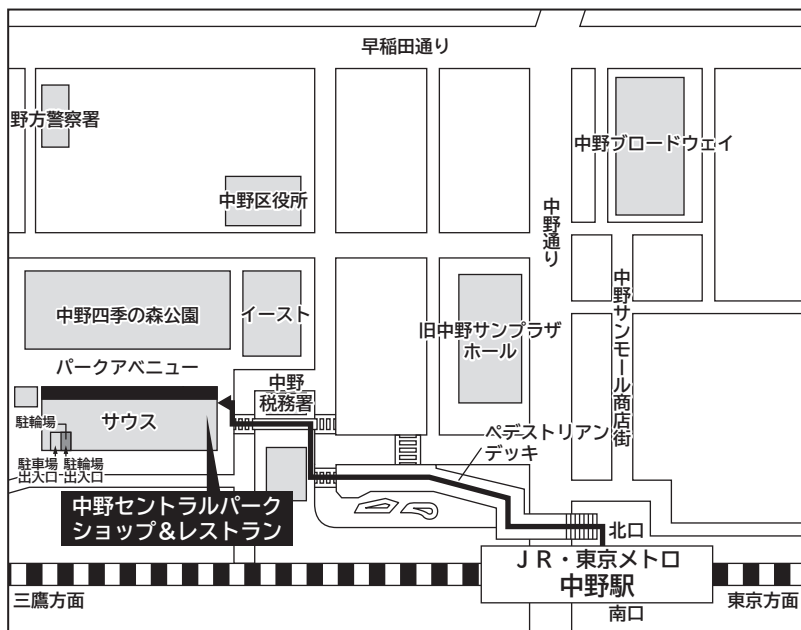 早稲田通り
野方警察署
中野ブロードウェイ
中野区役所
中野通り
中野四季の森公園
イースト
旧中野サンプラザ
ホール
中野サンモール商店街
パークアベニュー
中野
税務署
サウス
駐輪場
駐車場
出入口
駐輪場
出入口
ペデストリアン
デッキ
中野セントラルパーク
ショップ&レストラン
北口
JR・東京メトロ
中野駅
三鷹方面
東京方面
南口